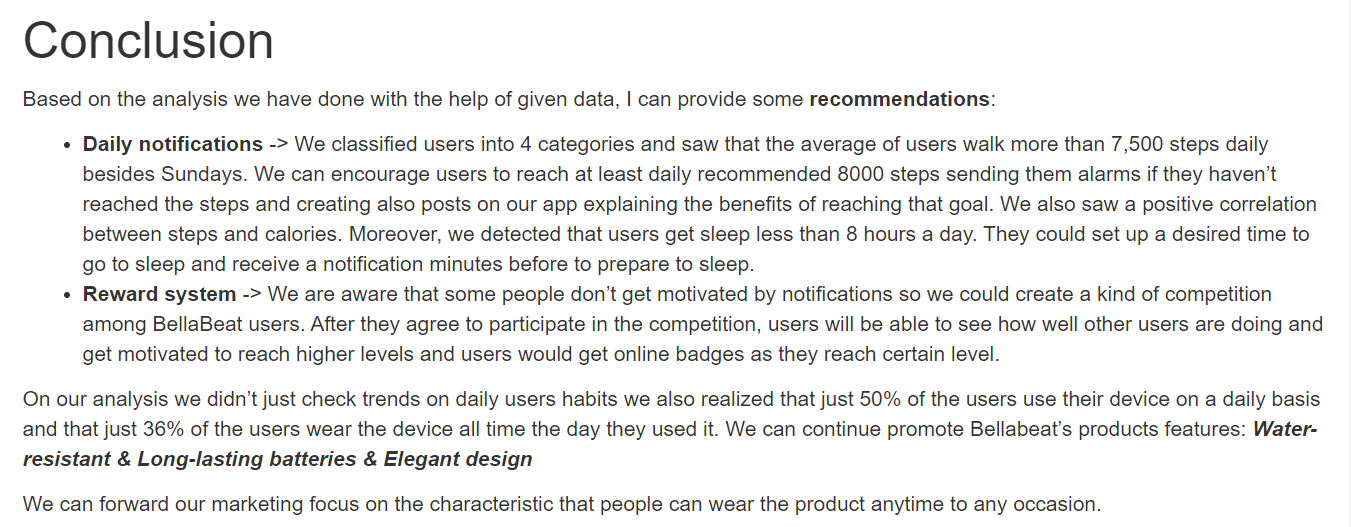 Conclusion
Based on the analysis we have done with the help of given data, I can provide some recommendations:
• Daily notifications -> We classified users into 4 categories and saw that the average of users walk more than 7,500 steps daily
besides Sundays. We can encourage users to reach at least daily recommended 8000 steps sending them alarms if they haven’t
reached the steps and creating also posts on our app explaining the benefits of reaching that goal. We also saw a positive correlation
between steps and calories. Moreover, we detected that users get sleep less than 8 hours a day. They could set up a desired time to
go to sleep and receive a notification minutes before to prepare to sleep.
• Reward system -> We are aware that some people don’t get motivated by notifications so we could create a kind of competition
among BellaBeat users. After they agree to participate in the competition, users will be able to see how well other users are doing and
get motivated to reach higher levels and users would get online badges as they reach certain level.
On our analysis we didn’t just check trends on daily users habits we also realized that just 50% of the users use their device on a daily basis
and that just 36% of the users wear the device all time the day they used it. We can continue promote Bellabeat’s products features: Water-
resistant & Long-lasting batteries & Elegant design
We can forward our marketing focus on the characteristic that people can wear the product anytime to any occasion.